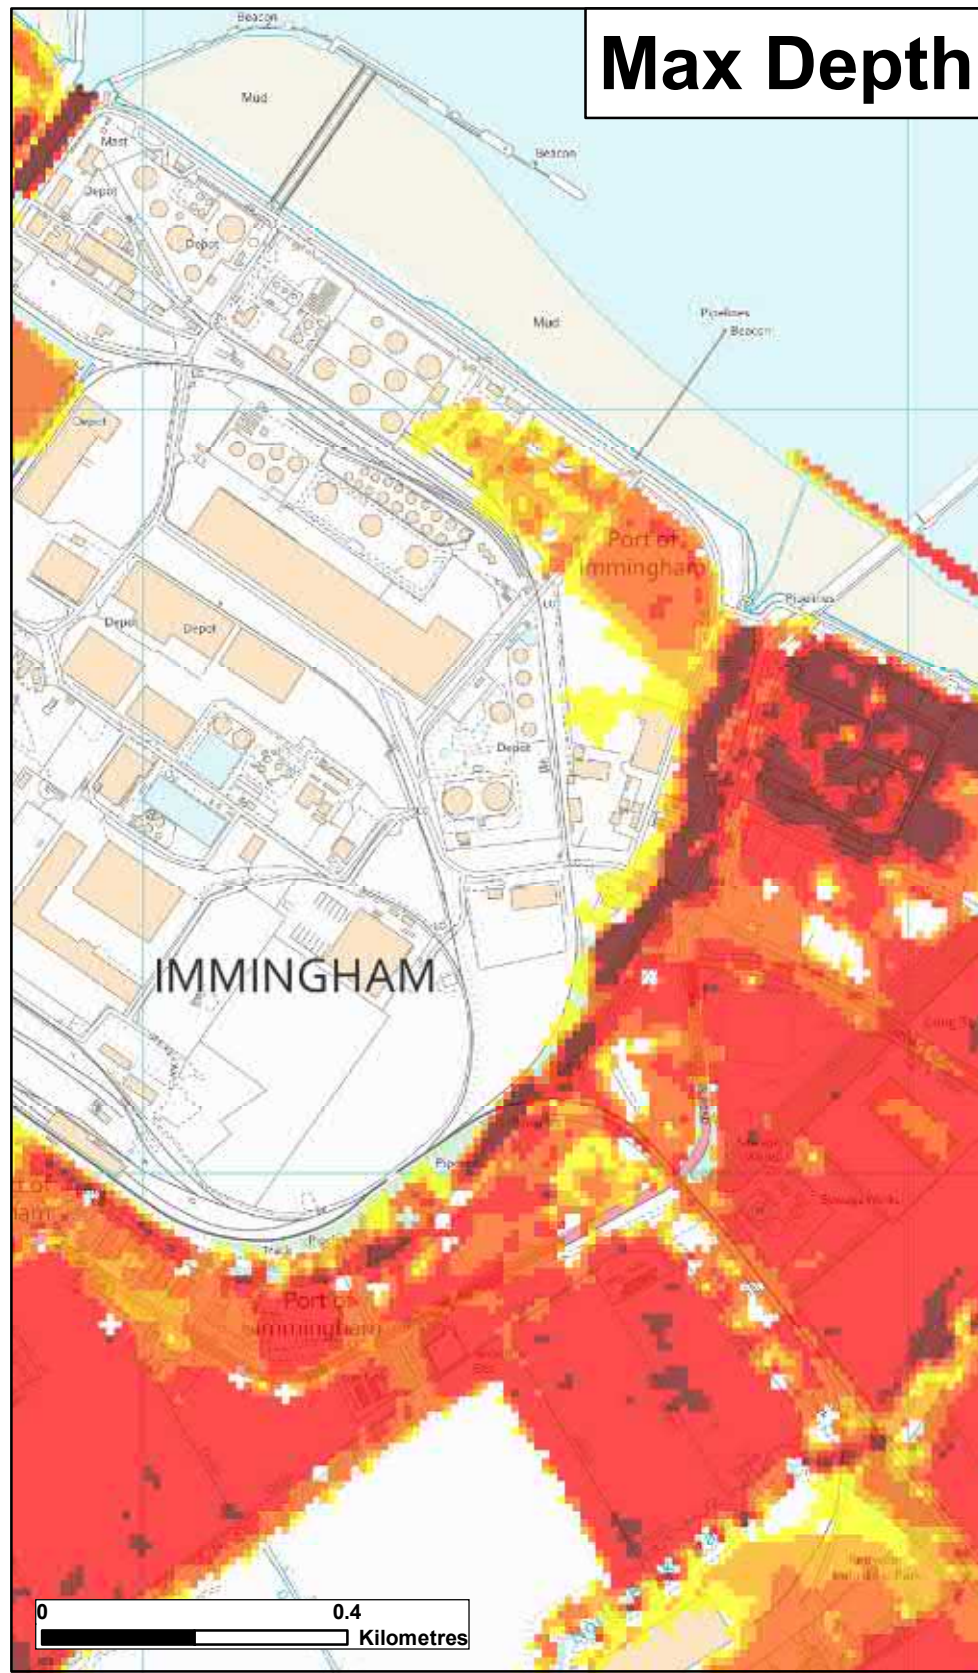 Beacon
Max Depth
Mud
Mast
Beacon
Depot
Depot
Pipelines
Mud
Beacon
Depot
Port of
Immingham
Pipelines
Depot
Depot
Depot
IMMINGHAM
Track
Port of
Immingham
0 0.4
Kilometres